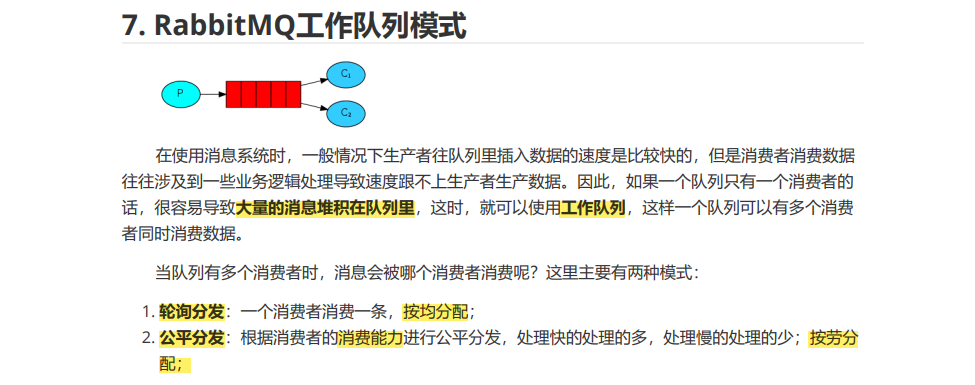 7. RabbitMQ工作队列模式
P
C₁
C₂
在使用消息系统时，一般情况下生产者往队列里插入数据的速度是比较快的，但是消费者消费数据
往往涉及到一些业务逻辑处理导致速度跟不上生产者生产数据。因此，如果一个队列只有一个消费者的
话，很容易导致大量的消息堆积在队列里，这时，就可以使用工作队列，这样一个队列可以有多个消费
者同时消费数据。
当队列有多个消费者时，消息会被哪个消费者消费呢？这里主要有两种模式：
1. 轮询分发：一个消费者消费一条，按均分配；
2. 公平分发：根据消费者的消费能力进行公平分发，处理快的处理的多，处理慢的处理的少；按劳分
配；